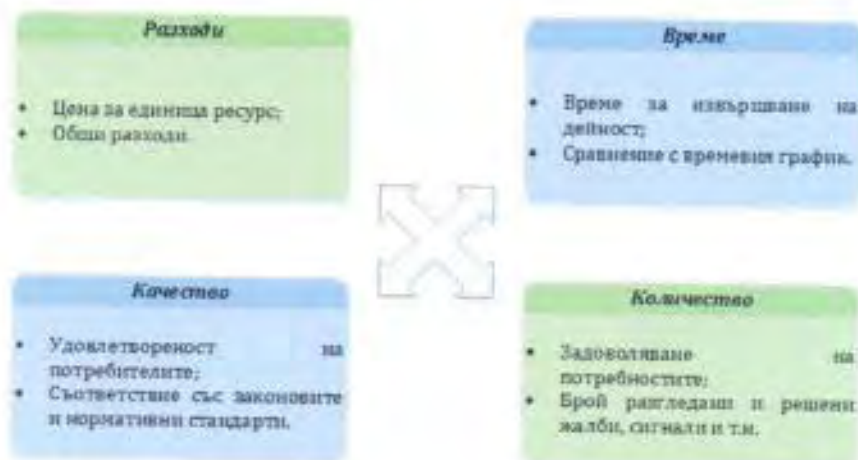 Разходи
• Цена за единица ресурс;
• Общи разходи.
Време
• Време за извършване на
дейност;
• Сравнение с времевия график.
Качество
• Удовлетвореност на
потребителите;
• Съответствие със законовите
и нормативни стандарти.
Количество
• Задоволяване на
потребностите;
• Брой разгледани и решени
жалби, сигнали и т.н.